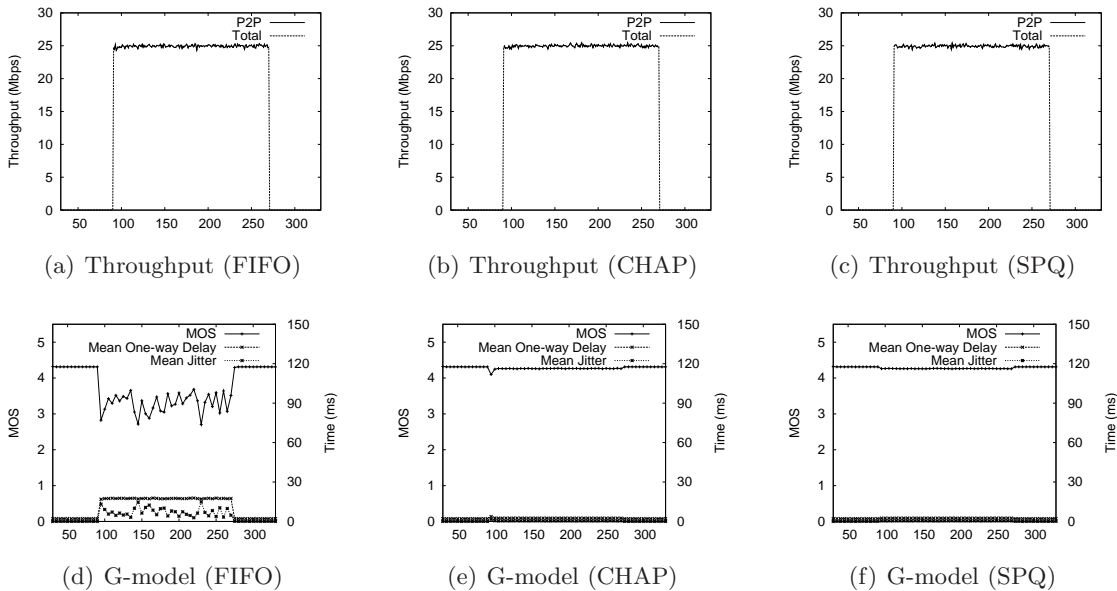 30
25
20
15
10
5
0
Throughput (Mbps)
P2P
Total
50 100 150 200 250 300
(a) Throughput (FIFO)
30
25
20
15
10
5
0
Throughput (Mbps)
P2P
Total
50 100 150 200 250 300
(b) Throughput (CHAP)
30
25
20
15
10
5
0
Throughput (Mbps)
P2P
Total
50 100 150 200 250 300
(c) Throughput (SPQ)
5
4
3
2
1
0
MOS
MOS
Mean One-way Delay
Mean Jitter
150
120
90
60
30
0
Time (ms)
50 100 150 200 250 300
(d) G-model (FIFO)
5
4
3
2
1
0
MOS
MOS
Mean One-way Delay
Mean Jitter
150
120
90
60
30
0
Time (ms)
50 100 150 200 250 300
(e) G-model (CHAP)
5
4
3
2
1
0
MOS
MOS
Mean One-way Delay
Mean Jitter
150
120
90
60
30
0
Time (ms)
50 100 150 200 250 300
(f) G-model (SPQ)